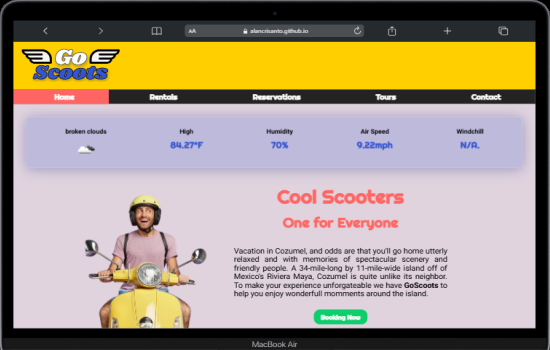 AA alancrisanto.github.io
Go
Scoots
Home Rentals Reservations Tours Contact
broken clouds High Humidity Air Speed Windchill
84.27°F 70% 9.22mph N/A.
Cool Scooters
One for Everyone
Vacation in Cozumel, and odds are that you'll go home utterly
relaxed and with memories of spectacular scenery and
friendly people. A 34-mile-long by 11-mile-wide island off of
Mexico's Riviera Maya, Cozumel is quite unlike its neighbor.
To make your experience unforgateable we have GoScoots to
help you enjoy wonderfull momments around the island.
Booking Now
MacBook Air